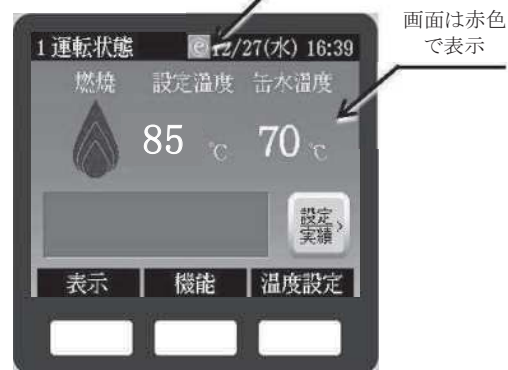 画面は赤色
で表示
1 運転状態 e 12/27(水) 16:39
燃焼 設定温度 缶水温度
85 ℃ 70 ℃
設定
実績 >
表示 機能 温度設定